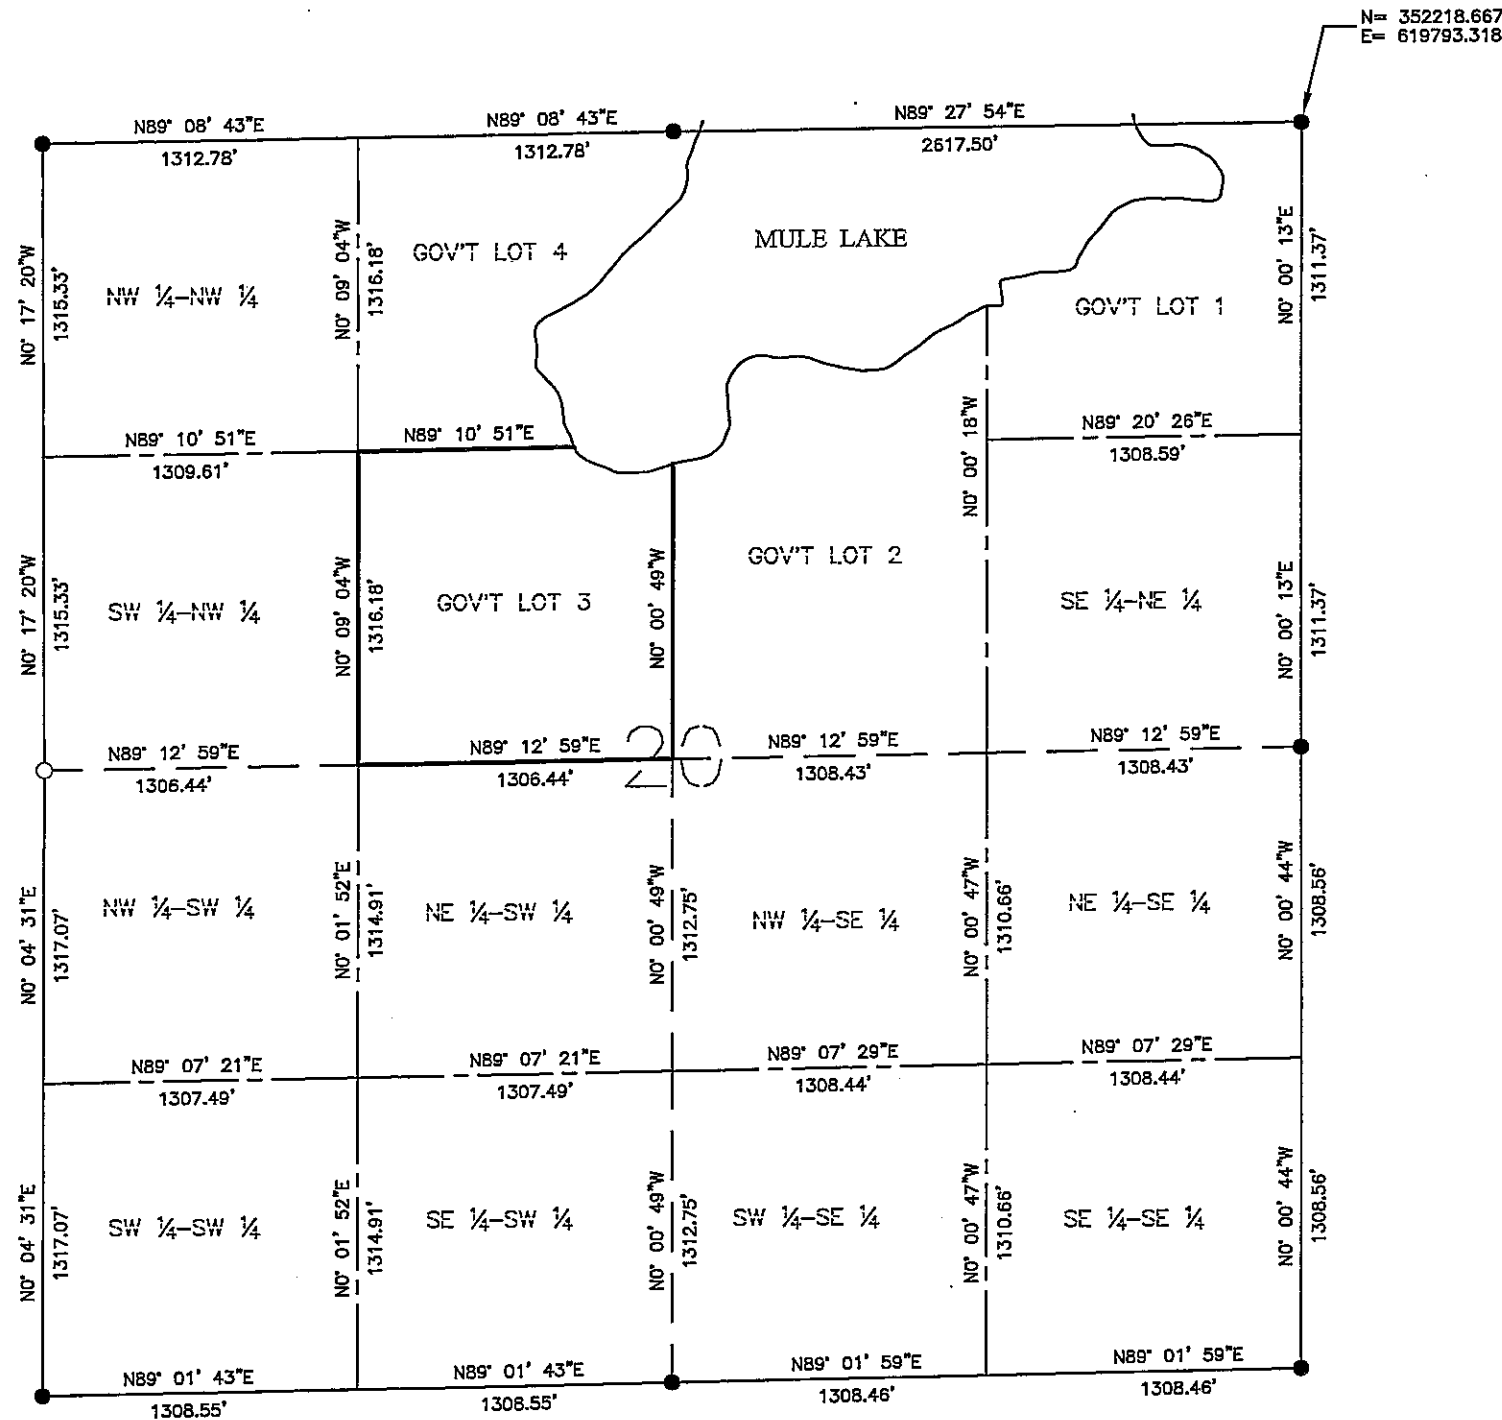 N= 352218.667
E= 619793.318
N89° 08' 43"E
1312.78'
N89° 08' 43"E
1312.78'
N89° 27' 54"E
2617.50'
N0° 17' 20"W
1315.33'
NW ¼-NW ¼
N0° 09' 04"W
1316.18'
GOV'T LOT 4
MULE LAKE
GOV'T LOT 1
N0° 00' 13"E
1311.37'
N89° 10' 51"E
1309.61'
N89° 10' 51"E
N0° 00' 18"W
N89° 20' 26"E
1308.59'
N0° 17' 20"W
1315.33'
SW ¼-NW ¼
N0° 09' 04"W
1316.18'
GOV'T LOT 3
N0° 00' 49"W
GOV'T LOT 2
SE ¼-NE ¼
N0° 00' 13"E
1311.37'
N89° 12' 59"E
1306.44'
N89° 12' 59"E
1306.44'
20
N89° 12' 59"E
1308.43'
N89° 12' 59"E
1308.43'
N0° 04' 31"E
1317.07'
NW ¼-SW ¼
N0° 01' 52"E
1314.91'
NE ¼-SW ¼
N0° 00' 49"W
1312.75'
NW ¼-SE ¼
N0° 00' 47"W
1310.66'
NE ¼-SE ¼
N0° 00' 44"W
1308.56'
N89° 07' 21"E
1307.49'
N89° 07' 21"E
1307.49'
N89° 07' 29"E
1308.44'
N89° 07' 29"E
1308.44'
N0° 04' 31"E
1317.07'
SW ¼-SW ¼
N0° 01' 52"E
1314.91'
SE ¼-SW ¼
N0° 00' 49"W
1312.75'
SW ¼-SE ¼
N0° 00' 47"W
1310.66'
SE ¼-SE ¼
N0° 00' 44"W
1308.56'
N89° 01' 43"E
1308.55'
N89° 01' 43"E
1308.55'
N89° 01' 59"E
1308.46'
N89° 01' 59"E
1308.46'